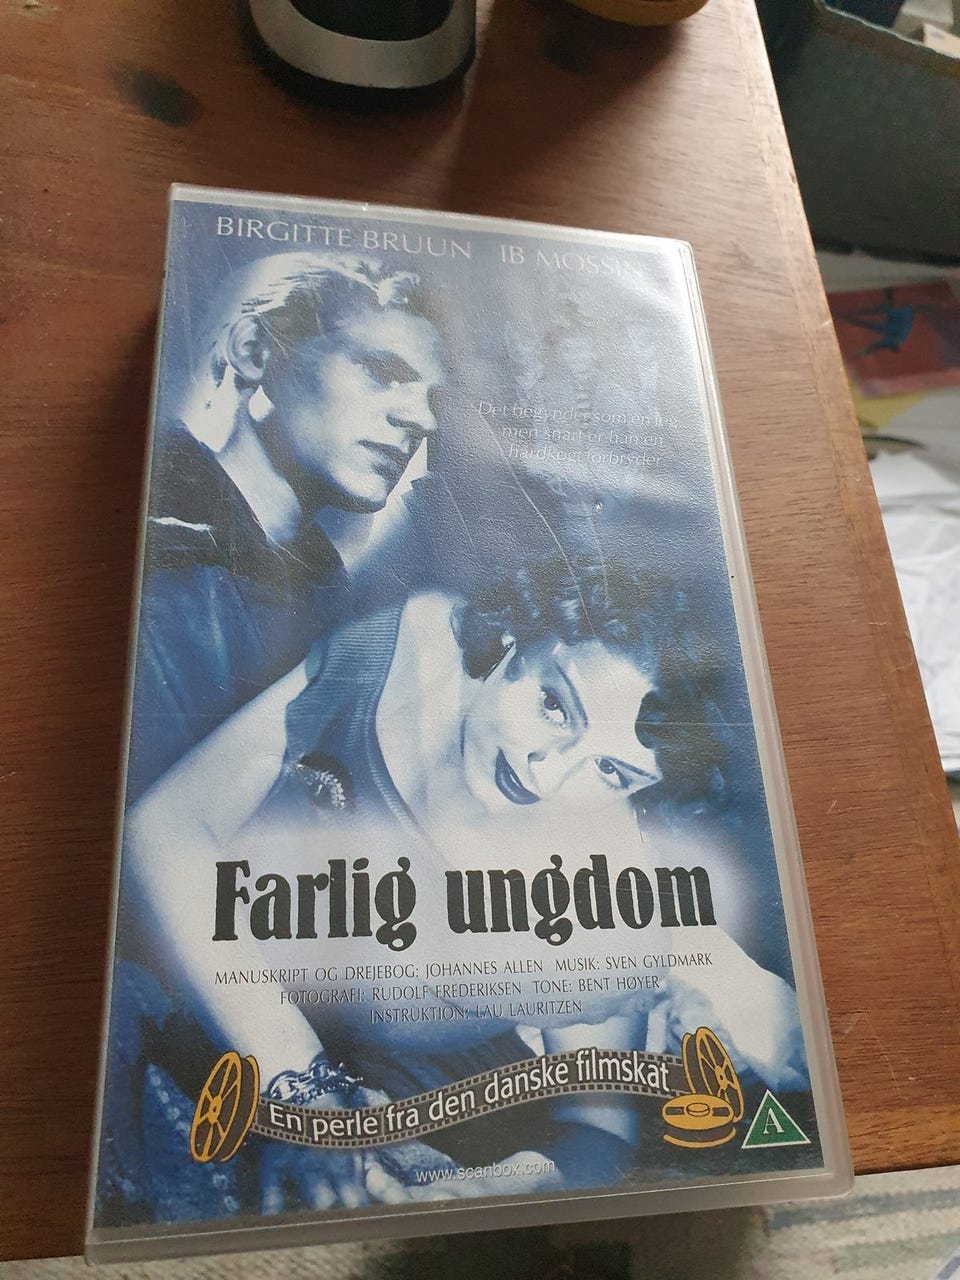 BIRGITTE BRUUN IB MOSSIN
"Det begynder som en leg
men snart er han en
hardkogt forbryder
Farlig ungdom
MANUSKRIPT OG DREJEBOG: JOHANNES ALLEN MUSIK: SVEN GYLDMARK
FOTOGRAFI: RUDOLF FREDERIKSEN TONE: BENT HØYER
INSTRUKTION: LAU LAURITZEN
En perle fra den danske filmskat
A
www.scanbox.com